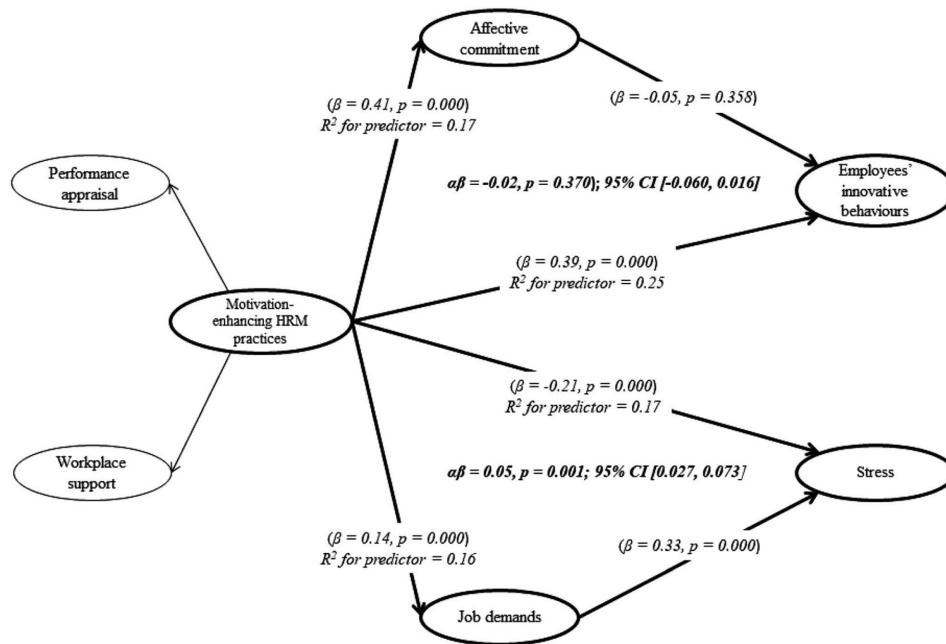 Affective
commitment
(β = 0.41, p = 0.000)
R² for predictor = 0.17
(β = -0.05, p = 0.358)
Performance
appraisal
αβ = -0.02, p = 0.370); 95% CI [-0.060, 0.016]
Employees’
innovative
behaviours
(β = 0.39, p = 0.000)
R² for predictor = 0.25
Motivation-
enhancing HRM
practices
(β = -0.21, p = 0.000)
R² for predictor = 0.17
Workplace
support
αβ = 0.05, p = 0.001; 95% CI [0.027, 0.073]
Stress
(β = 0.14, p = 0.000)
R² for predictor = 0.16
(β = 0.33, p = 0.000)
Job demands